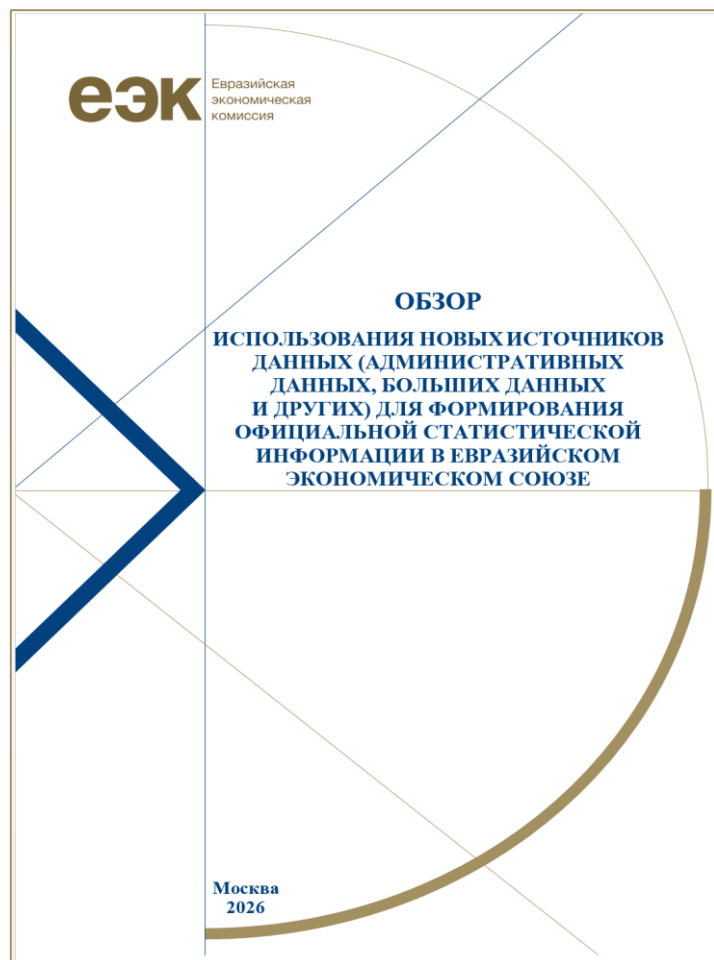 еэк
Евразийская
экономическая
комиссия
ОБЗОР
ИСПОЛЬЗОВАНИЯ НОВЫХ ИСТОЧНИКОВ
ДАННЫХ (АДМИНИСТРАТИВНЫХ
ДАННЫХ, БОЛЬШИХ ДАННЫХ
И ДРУГИХ) ДЛЯ ФОРМИРОВАНИЯ
ОФИЦИАЛЬНОЙ СТАТИСТИЧЕСКОЙ
ИНФОРМАЦИИ В ЕВРАЗИЙСКОМ
ЭКОНОМИЧЕСКОМ СОЮЗЕ
Москва
2026